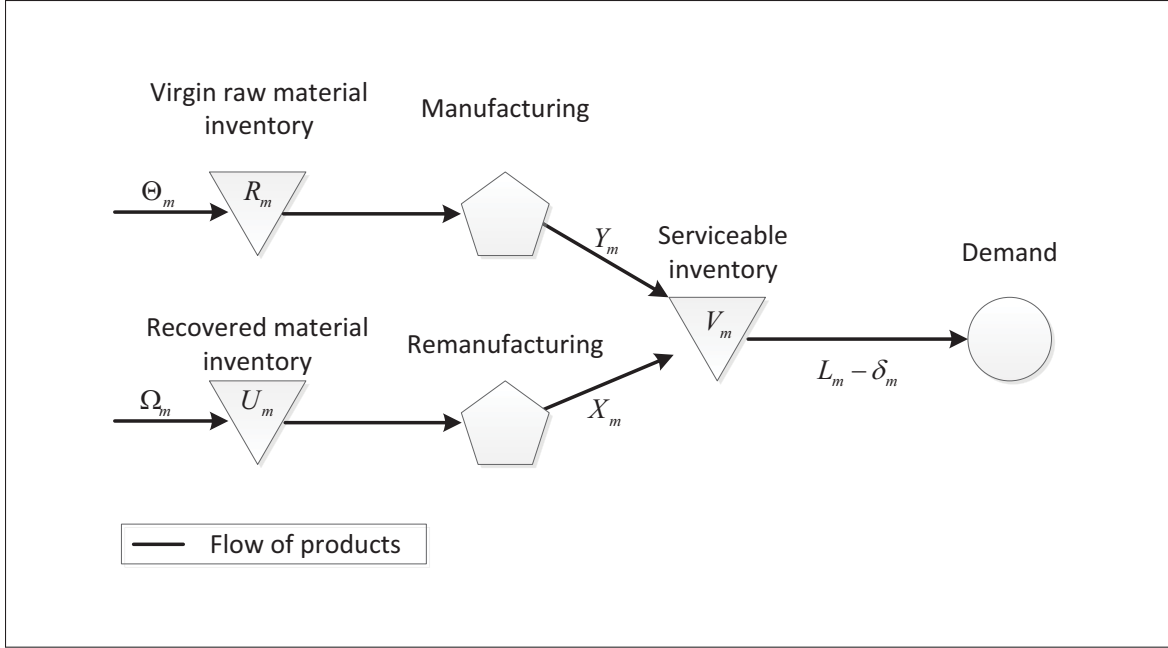 Virgin raw material
inventory
Manufacturing
Θm
Rm
Ym
Serviceable
inventory
Demand
Vm
Lm − δm
Recovered material
inventory
Remanufacturing
Ωm
Um
Xm
Flow of products